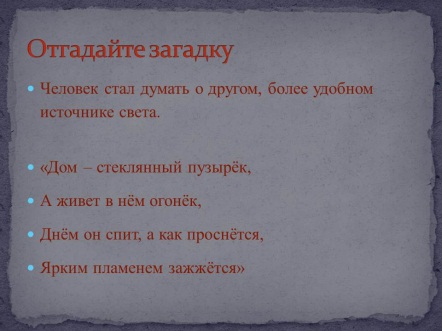 Отгадайте загадку
Человек стал думать о другом, более удобном
источнике света.
«Дом – стеклянный пузырёк,
А живет в нём огонёк,
Днём он спит, а как проснётся,
Ярким пламенем зажжётся»